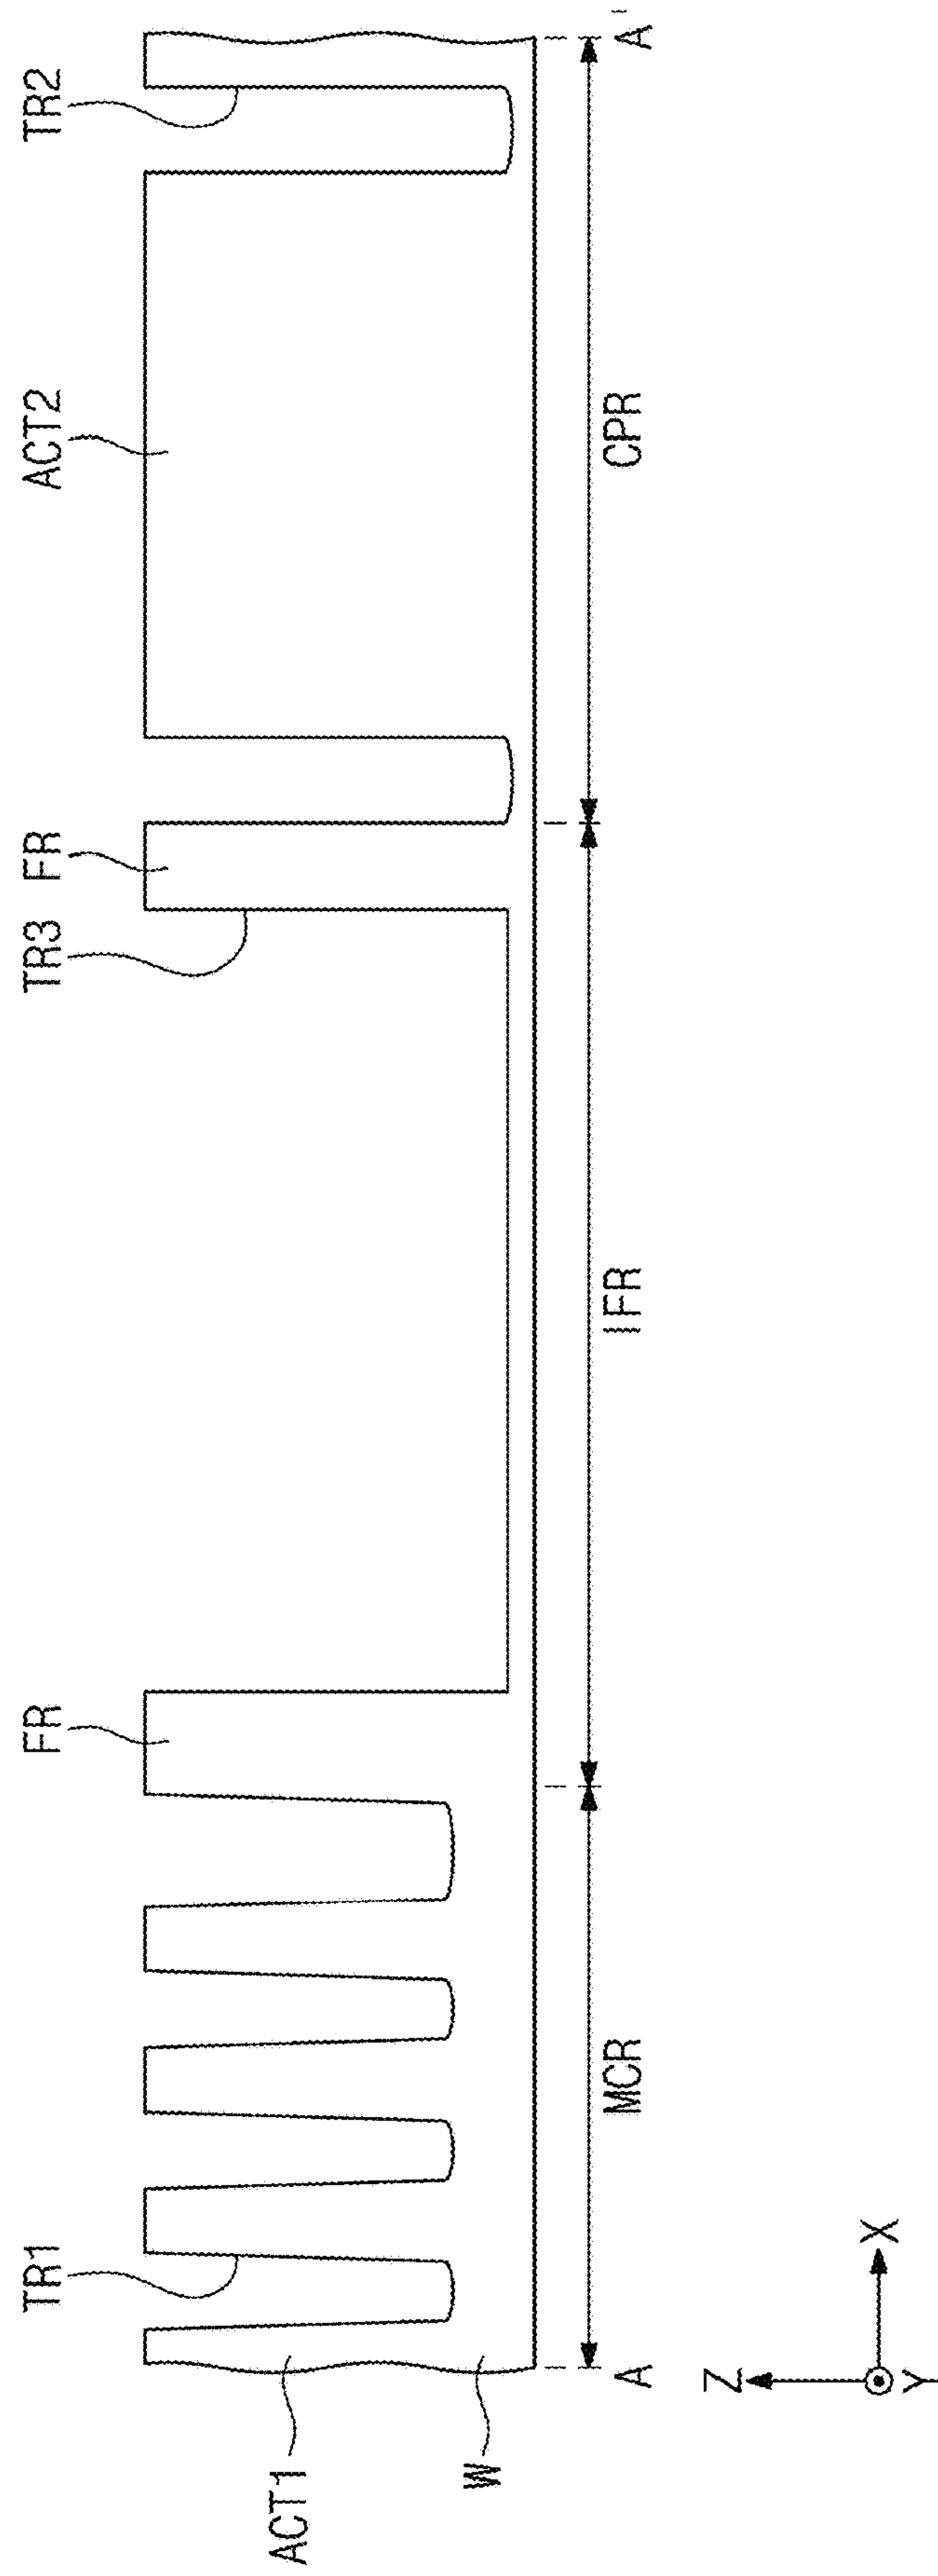 TR1
FR
TR3
FR
ACT2
TR2
ACT1
W
A
MCR
IFR
CPR
A'
Z
X
Y